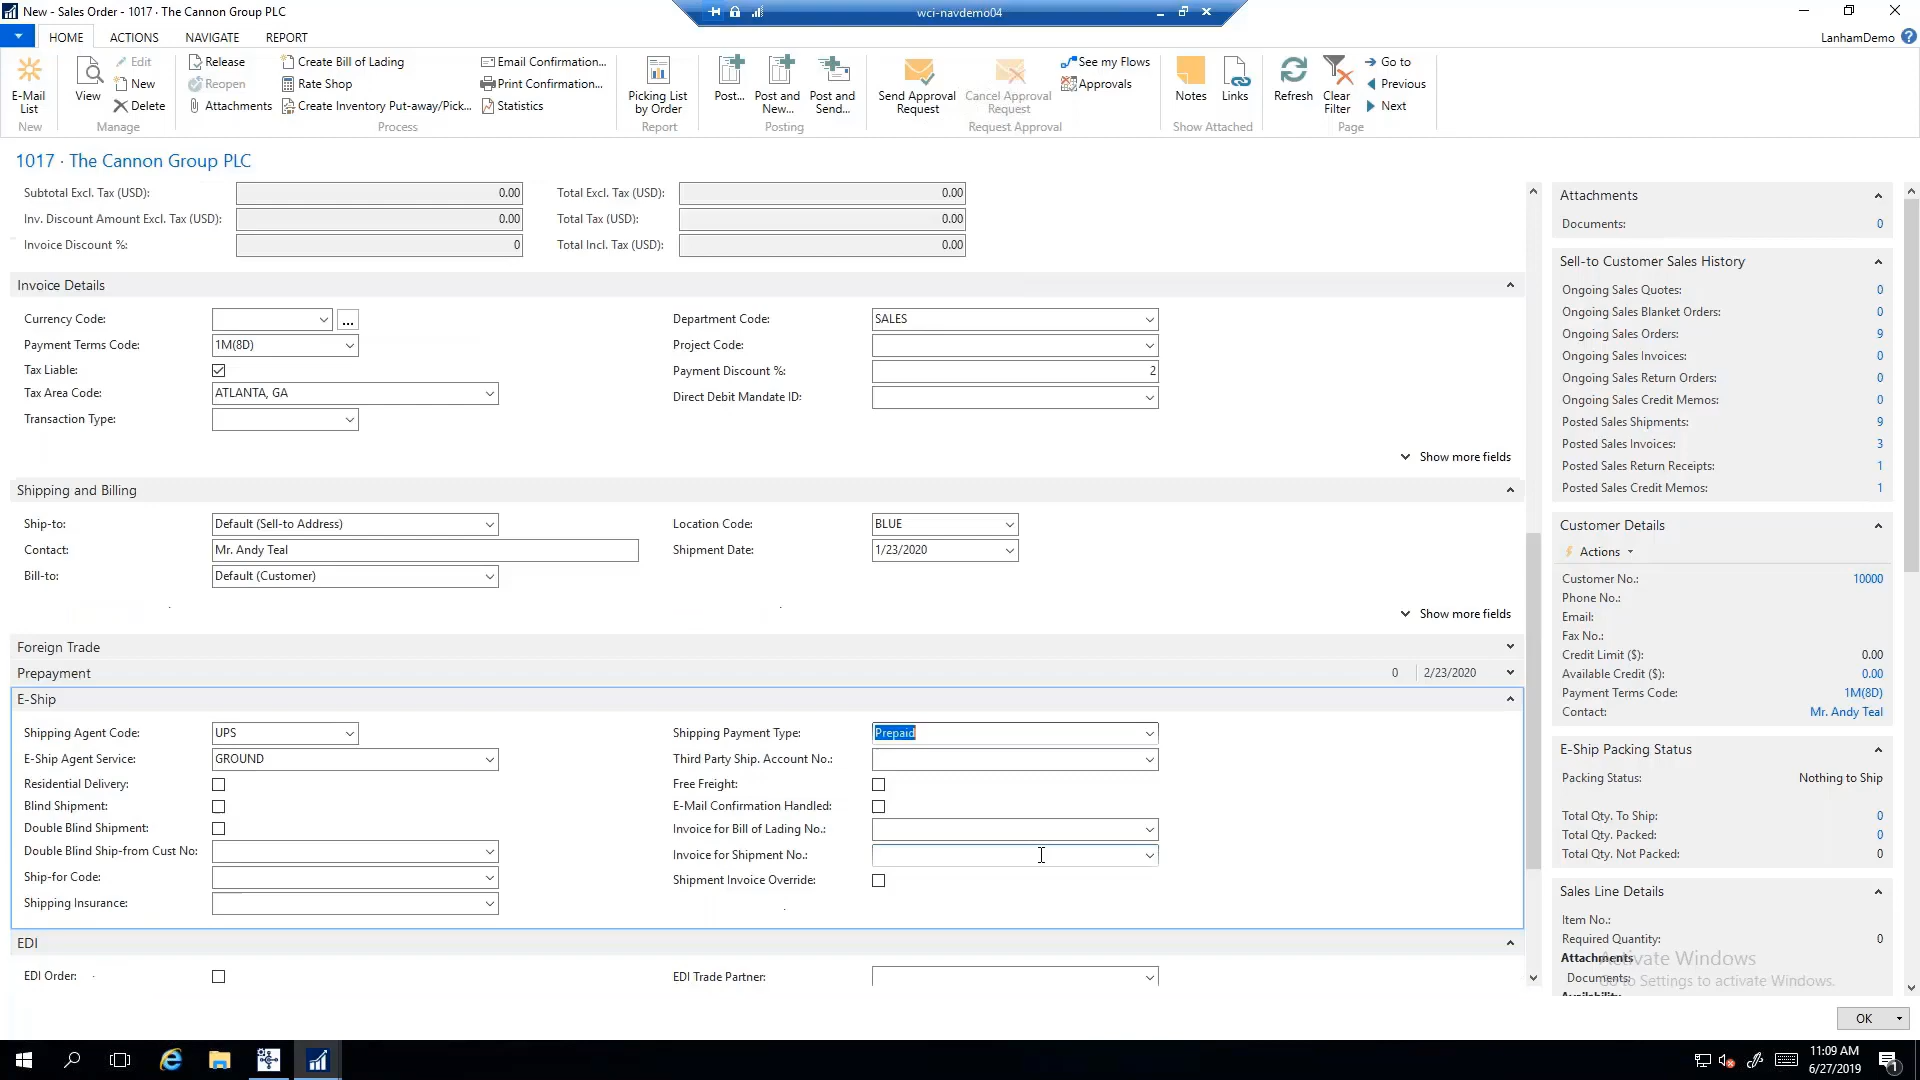 New - Sales Order - 1017 · The Cannon Group PLC
wci-navdemo04
HOME ACTIONS NAVIGATE REPORT
LanhamDemo
E-Mail List
New
View
Edit
New
Delete
Manage
Release
Reopen
Attachments
Create Bill of Lading
Rate Shop
Create Inventory Put-away/Pick...
Email Confirmation...
Print Confirmation...
Statistics
Process
Picking List by Order
Report
Post...
Post and New...
Post and Send...
Posting
Send Approval Request
Cancel Approval Request
See my Flows
Approvals
Request Approval
Notes
Links
Show Attached
Refresh
Clear Filter
Go to
Previous
Next
Page
1017 · The Cannon Group PLC
Subtotal Excl. Tax (USD): 0.00 Total Excl. Tax (USD): 0.00
Inv. Discount Amount Excl. Tax (USD): 0.00 Total Tax (USD): 0.00
Invoice Discount %: 0 Total Incl. Tax (USD): 0.00
Invoice Details
Currency Code: ... Department Code: SALES
Payment Terms Code: 1M(8D) Project Code:
Tax Liable: Payment Discount %: 2
Tax Area Code: ATLANTA, GA Direct Debit Mandate ID:
Transaction Type:
Show more fields
Shipping and Billing
Ship-to: Default (Sell-to Address) Location Code: BLUE
Contact: Mr. Andy Teal Shipment Date: 1/23/2020
Bill-to: Default (Customer)
Show more fields
Foreign Trade
Prepayment 0 2/23/2020
E-Ship
Shipping Agent Code: UPS Shipping Payment Type: Prepaid
E-Ship Agent Service: GROUND Third Party Ship. Account No.:
Residential Delivery: Free Freight:
Blind Shipment: E-Mail Confirmation Handled:
Double Blind Shipment: Invoice for Bill of Lading No.:
Double Blind Ship-from Cust No: Invoice for Shipment No.:
Ship-for Code: Shipment Invoice Override:
Shipping Insurance:
EDI
EDI Order: EDI Trade Partner:
Attachments
Documents: 0
Sell-to Customer Sales History
Ongoing Sales Quotes: 0
Ongoing Sales Blanket Orders: 0
Ongoing Sales Orders: 9
Ongoing Sales Invoices: 0
Ongoing Sales Return Orders: 0
Ongoing Sales Credit Memos: 0
Posted Sales Shipments: 9
Posted Sales Invoices: 3
Posted Sales Return Receipts: 1
Posted Sales Credit Memos: 1
Customer Details
Actions
Customer No.: 10000
Phone No.:
Email:
Fax No.:
Credit Limit ($): 0.00
Available Credit ($): 0.00
Payment Terms Code: 1M(8D)
Contact: Mr. Andy Teal
E-Ship Packing Status
Packing Status: Nothing to Ship
Total Qty. To Ship: 0
Total Qty. Packed: 0
Total Qty. Not Packed: 0
Sales Line Details
Item No.:
Required Quantity: 0
Attachments
Documents:
Activate Windows
Go to Settings to activate Windows.
OK
11:09 AM
6/27/2019